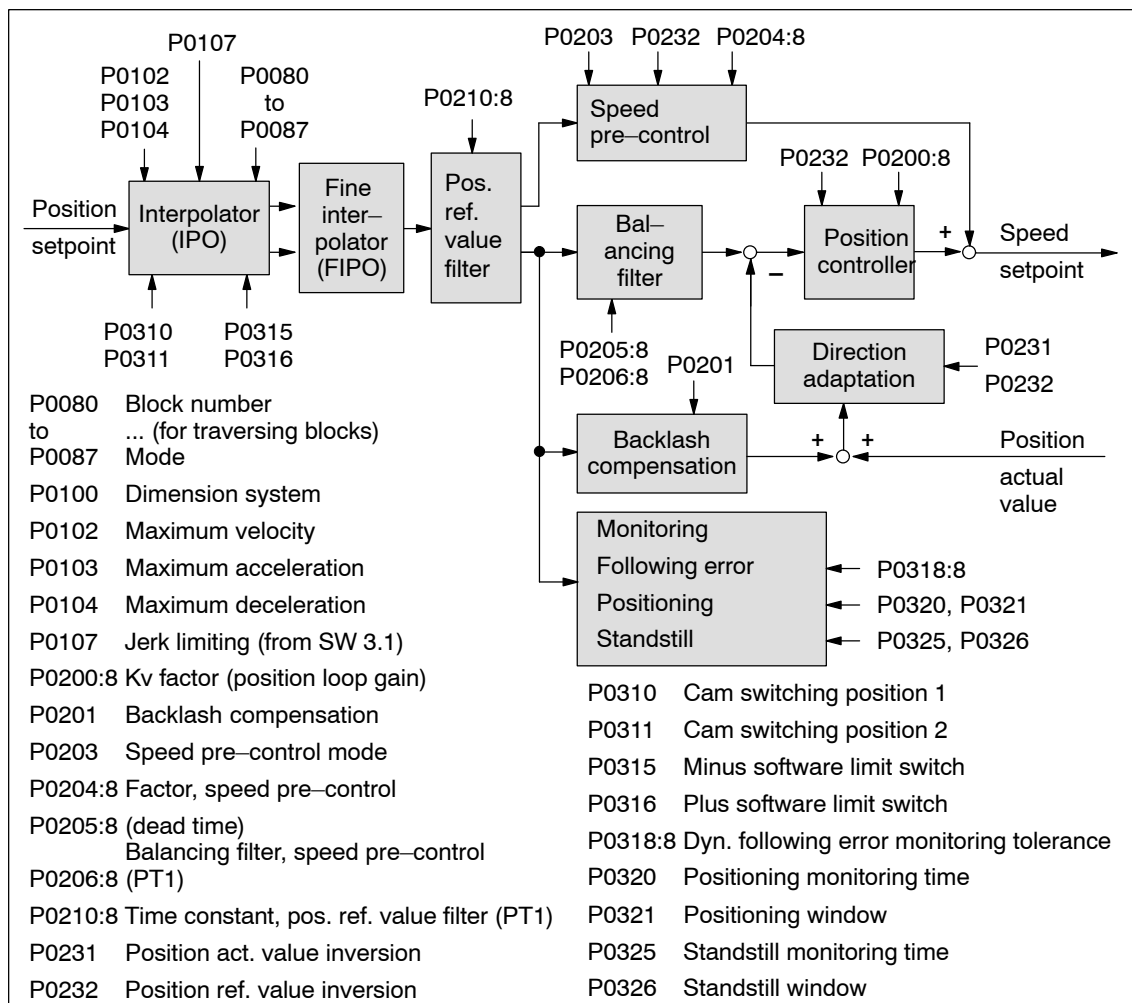 P0203 P0232 P0204:8
P0107
P0102 P0080
P0103 to
P0104 P0087
P0210:8
Speed
pre–control
P0232 P0200:8
Position
setpoint
Interpolator
(IPO)
Fine
inter–
polator
(FIPO)
Pos.
ref.
value
filter
Bal–
ancing
filter
–
Position
controller
+
Speed
setpoint
P0310 P0315
P0311 P0316
P0205:8
P0206:8
P0201
Direction
adaptation
P0231
P0232
Backlash
compensation
+ +
Position
actual
value
Monitoring
Following error
Positioning
Standstill
P0318:8
P0320, P0321
P0325, P0326
P0080 Block number
to ... (for traversing blocks)
P0087 Mode
P0100 Dimension system
P0102 Maximum velocity
P0103 Maximum acceleration
P0104 Maximum deceleration
P0107 Jerk limiting (from SW 3.1)
P0200:8 Kv factor (position loop gain)
P0201 Backlash compensation
P0203 Speed pre–control mode
P0204:8 Factor, speed pre–control
P0205:8 (dead time)
Balancing filter, speed pre–control
P0206:8 (PT1)
P0210:8 Time constant, pos. ref. value filter (PT1)
P0231 Position act. value inversion
P0232 Position ref. value inversion
P0310 Cam switching position 1
P0311 Cam switching position 2
P0315 Minus software limit switch
P0316 Plus software limit switch
P0318:8 Dyn. following error monitoring tolerance
P0320 Positioning monitoring time
P0321 Positioning window
P0325 Standstill monitoring time
P0326 Standstill window